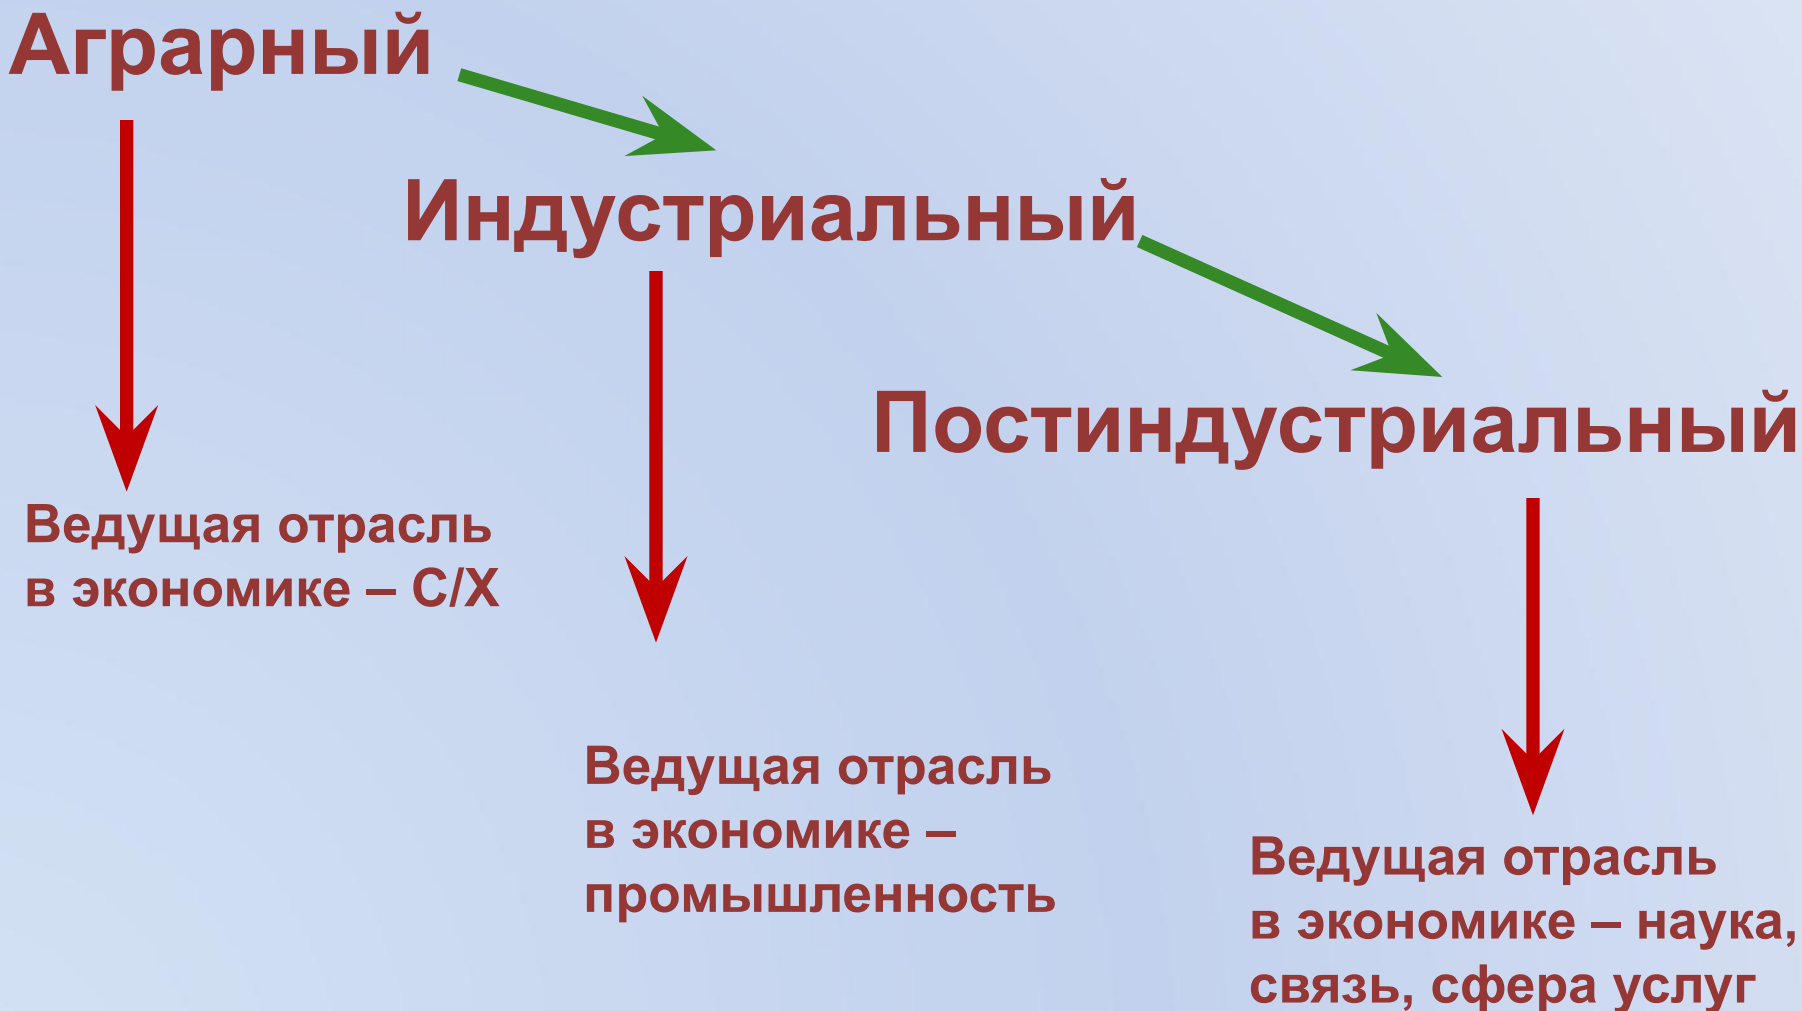 Аграрный
Индустриальный
Постиндустриальный
Ведущая отрасль
в экономике – С/Х
Ведущая отрасль
в экономике –
промышленность
Ведущая отрасль
в экономике – наука,
связь, сфера услуг